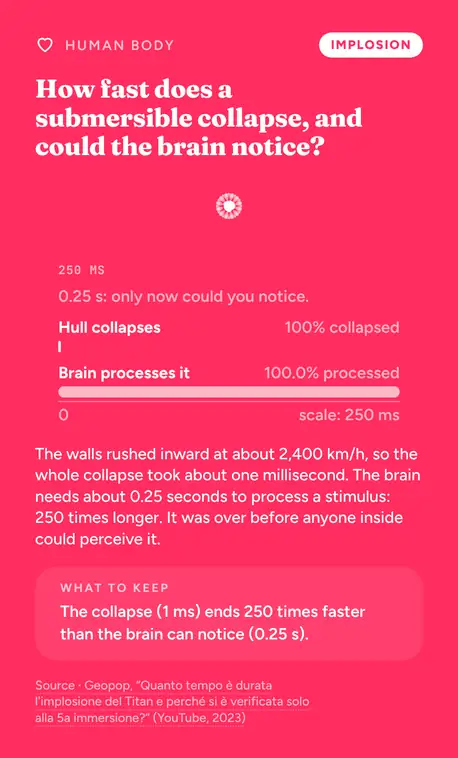 HUMAN BODY
IMPLOSION
How fast does a
submersible collapse, and
could the brain notice?
250 MS
0.25 s: only now could you notice.
Hull collapses 100% collapsed
Brain processes it 100.0% processed
0 scale: 250 ms
The walls rushed inward at about 2,400 km/h, so the
whole collapse took about one millisecond. The brain
needs about 0.25 seconds to process a stimulus:
250 times longer. It was over before anyone inside
could perceive it.
WHAT TO KEEP
The collapse (1 ms) ends 250 times faster
than the brain can notice (0.25 s).
Source · Geopop, “Quanto tempo è durata
l’implosione del Titan e perché si è verificata solo
alla 5a immersione?” (YouTube, 2023)